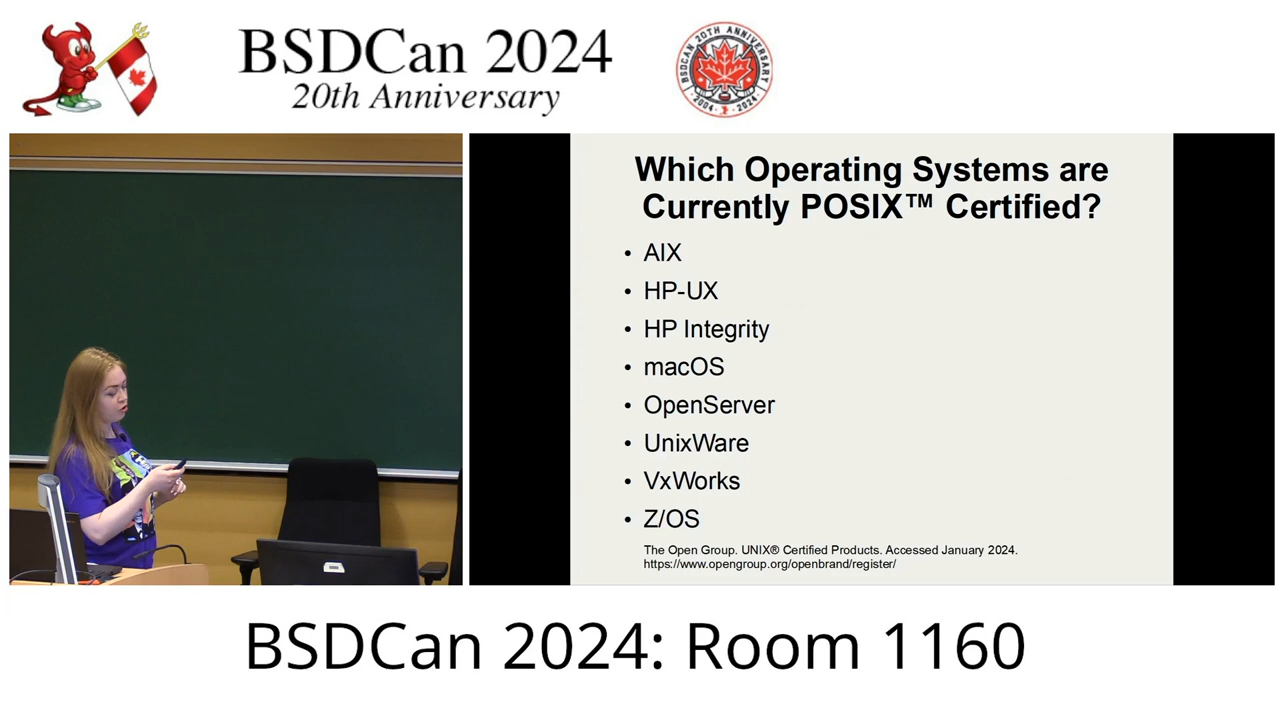 BSDCan 2024
20th Anniversary
BSDCAN 20TH ANNIVERSARY
2004 · 2024
Which Operating Systems are
Currently POSIX™ Certified?
• AIX
• HP-UX
• HP Integrity
• macOS
• OpenServer
• UnixWare
• VxWorks
• Z/OS
The Open Group. UNIX® Certified Products. Accessed January 2024.
https://www.opengroup.org/openbrand/register/
BSDCan 2024: Room 1160